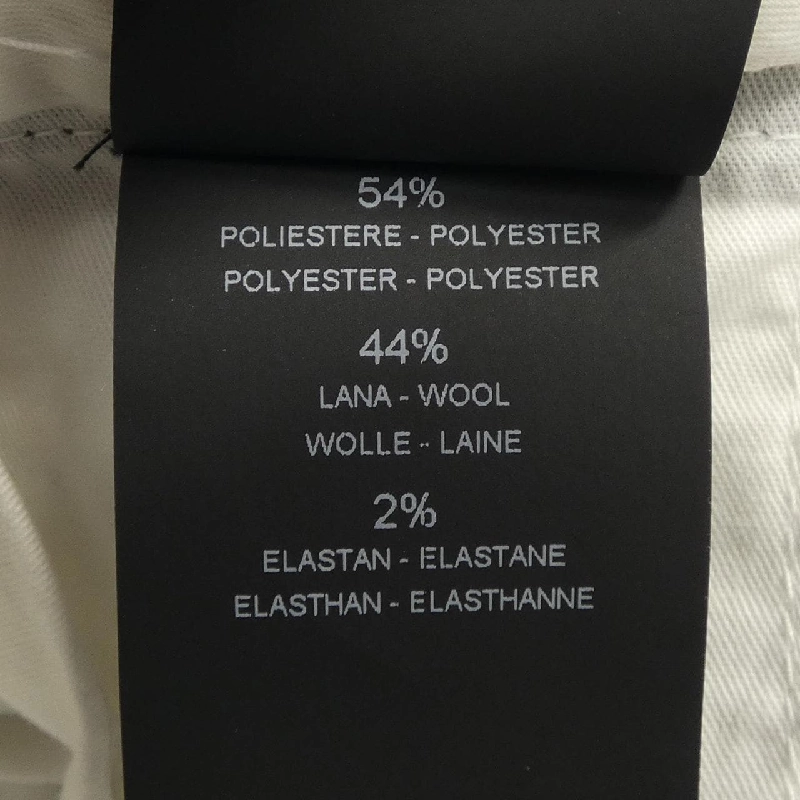 54%
POLIESTERE - POLYESTER
POLYESTER - POLYESTER
44%
LANA - WOOL
WOLLE - LAINE
2%
ELASTAN - ELASTANE
ELASTHAN - ELASTHANNE